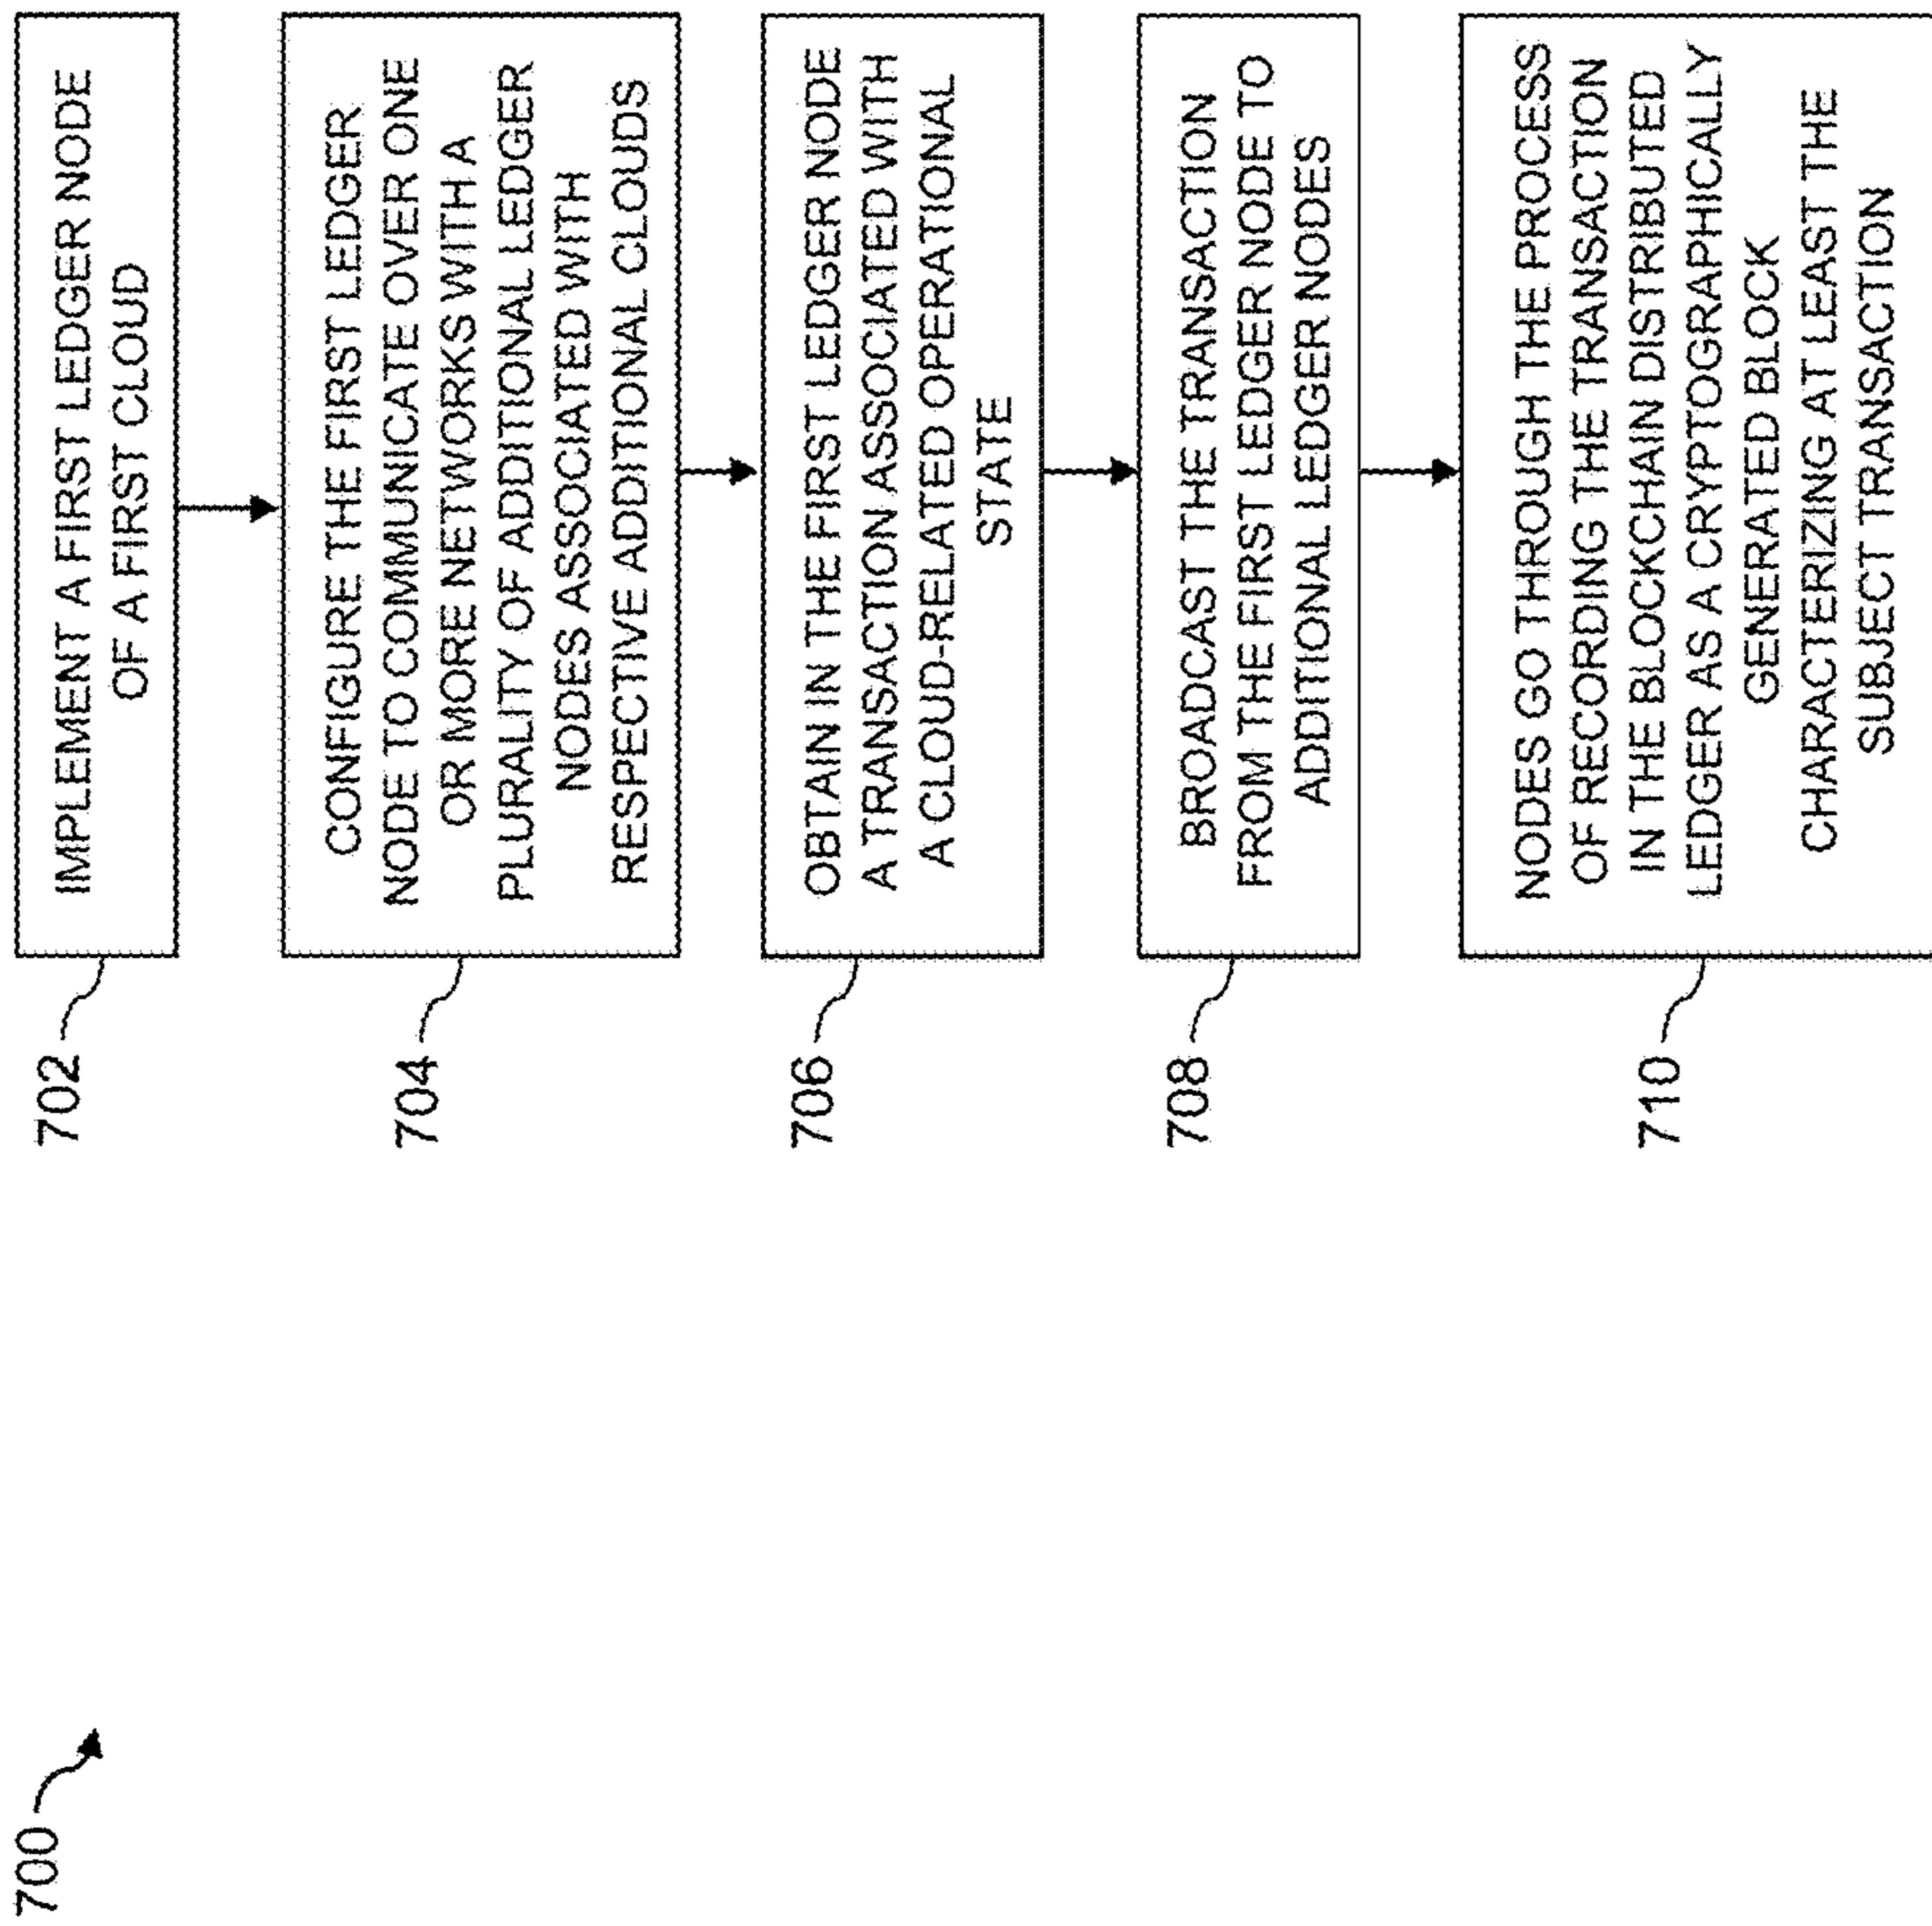 700
702
IMPLEMENT A FIRST LEDGER NODE
OF A FIRST CLOUD
704
CONFIGURE THE FIRST LEDGER
NODE TO COMMUNICATE OVER ONE
OR MORE NETWORKS WITH A
PLURALITY OF ADDITIONAL LEDGER
NODES ASSOCIATED WITH
RESPECTIVE ADDITIONAL CLOUDS
706
OBTAIN IN THE FIRST LEDGER NODE
A TRANSACTION ASSOCIATED WITH
A CLOUD-RELATED OPERATIONAL
STATE
708
BROADCAST THE TRANSACTION
FROM THE FIRST LEDGER NODE TO
ADDITIONAL LEDGER NODES
710
NODES GO THROUGH THE PROCESS
OF RECORDING THE TRANSACTION
IN THE BLOCKCHAIN DISTRIBUTED
LEDGER AS A CRYPTOGRAPHICALLY
GENERATED BLOCK
CHARACTERIZING AT LEAST THE
SUBJECT TRANSACTION